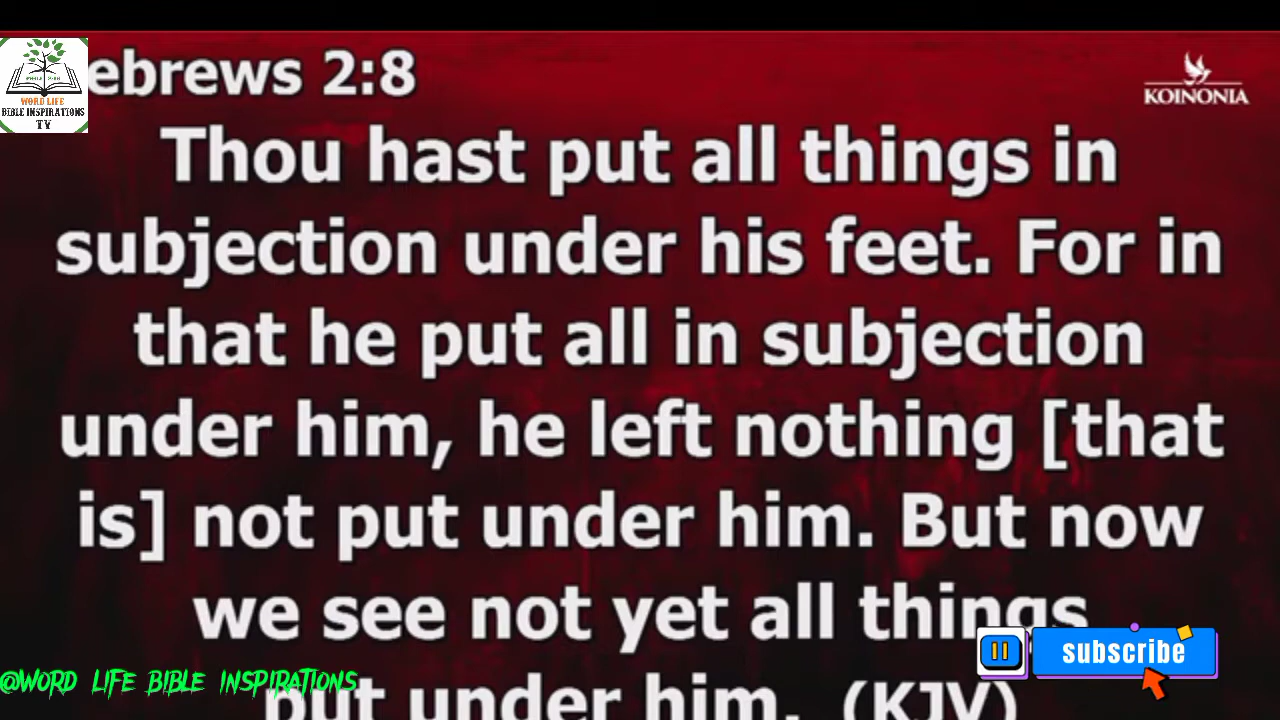 ebrews 2:8
WORD LIFE
BIBLE INSPIRATIONS
TV
KOINONIA
Thou hast put all things in
subjection under his feet. For in
that he put all in subjection
under him, he left nothing [that
is] not put under him. But now
we see not yet all things
subscribe
@WORD LIFE BIBLE INSPIRATIONS
put under him. (KJV)